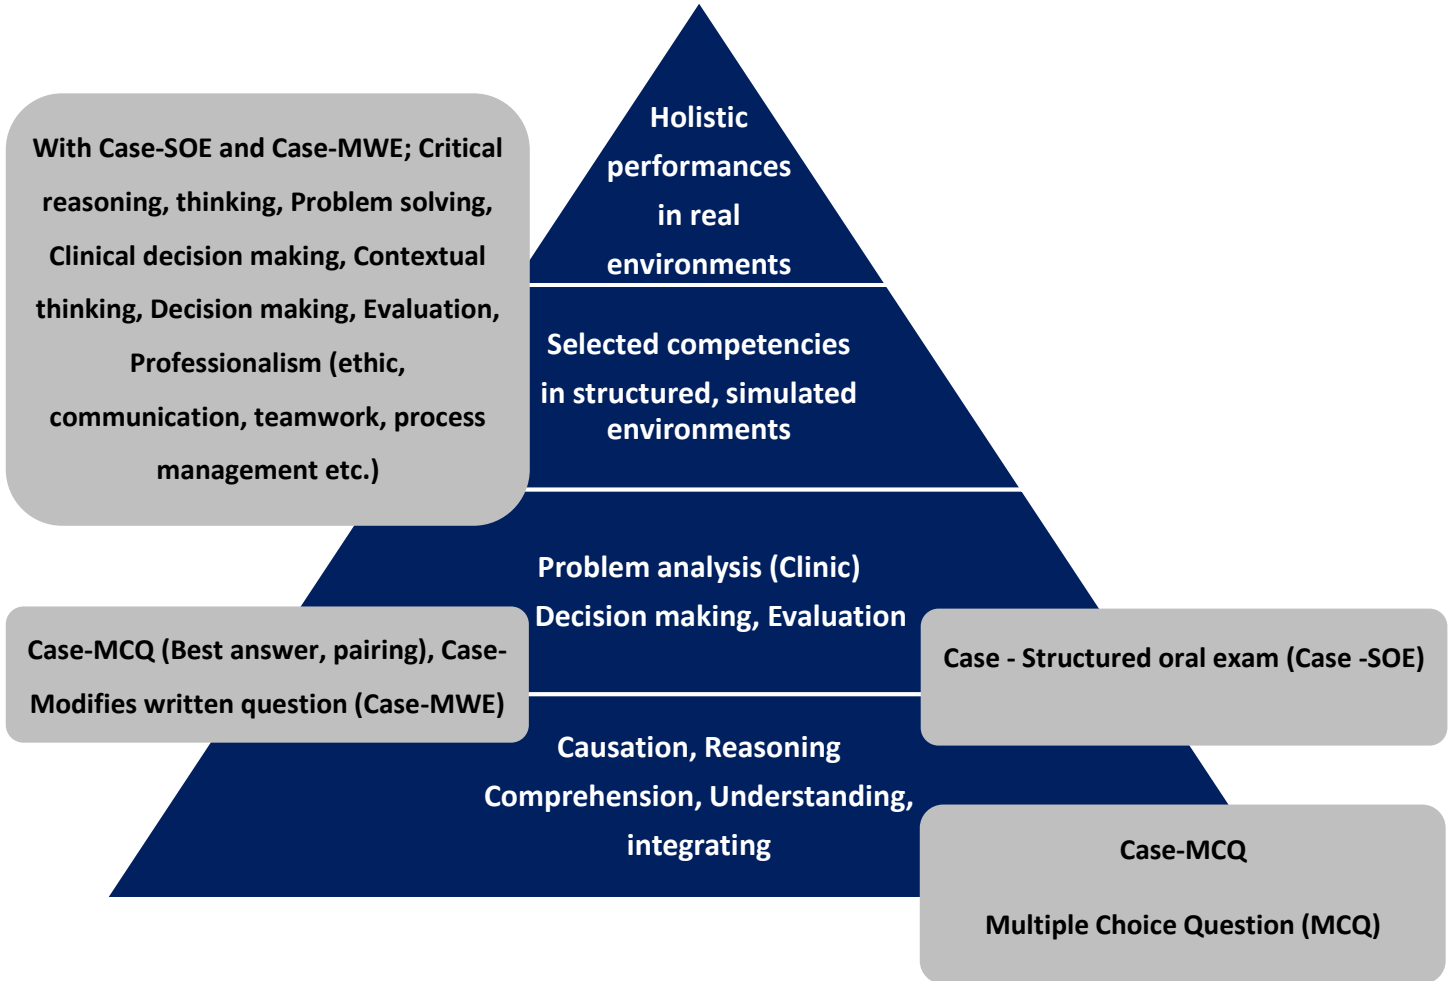 Holistic
performances
in real
environments
With Case-SOE and Case-MWE; Critical
reasoning, thinking, Problem solving,
Clinical decision making, Contextual
thinking, Decision making, Evaluation,
Professionalism (ethic,
communication, teamwork, process
management etc.)
Selected competencies
in structured, simulated
environments
Problem analysis (Clinic)
Decision making, Evaluation
Case-MCQ (Best answer, pairing), Case-
Modifies written question (Case-MWE)
Case - Structured oral exam (Case -SOE)
Causation, Reasoning
Comprehension, Understanding,
integrating
Case-MCQ
Multiple Choice Question (MCQ)